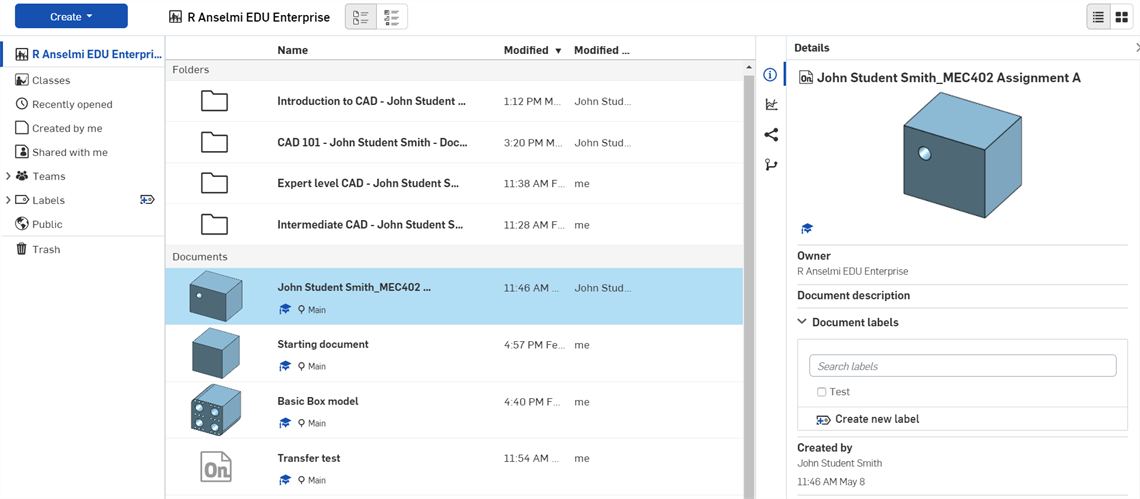 Create
R Anselmi EDU Enterprise
R Anselmi EDU Enterpri...
Classes
Recently opened
Created by me
Shared with me
Teams
Labels
Public
Trash
Name Modified Modified ...
Folders
Introduction to CAD - John Student ... 1:12 PM M... John Stud...
CAD 101 - John Student Smith - Doc... 3:20 PM M... John Stud...
Expert level CAD - John Student S... 11:38 AM F... me
Intermediate CAD - John Student S... 11:28 AM F... me
Documents
John Student Smith_MEC402 ... 11:46 AM ... John Stud...
Main
Starting document 4:57 PM Fe... me
Main
Basic Box model 4:40 PM F... me
Main
On Transfer test 11:54 AM ... me
Main
Details
On John Student Smith_MEC402 Assignment A
Owner
R Anselmi EDU Enterprise
Document description
Document labels
Search labels
Test
Create new label
Created by
John Student Smith
11:46 AM May 8